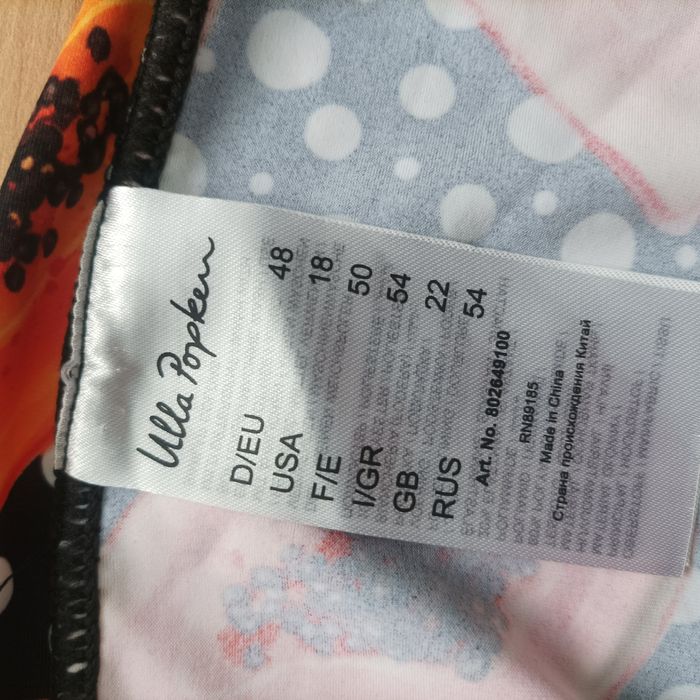 Ulla Popken
D/EU 48
USA 18
F/E 50
I/GR 54
GB 22
RUS 54
Art. No. 802649100
RN89185
Made in China
Страна происхождения Китай